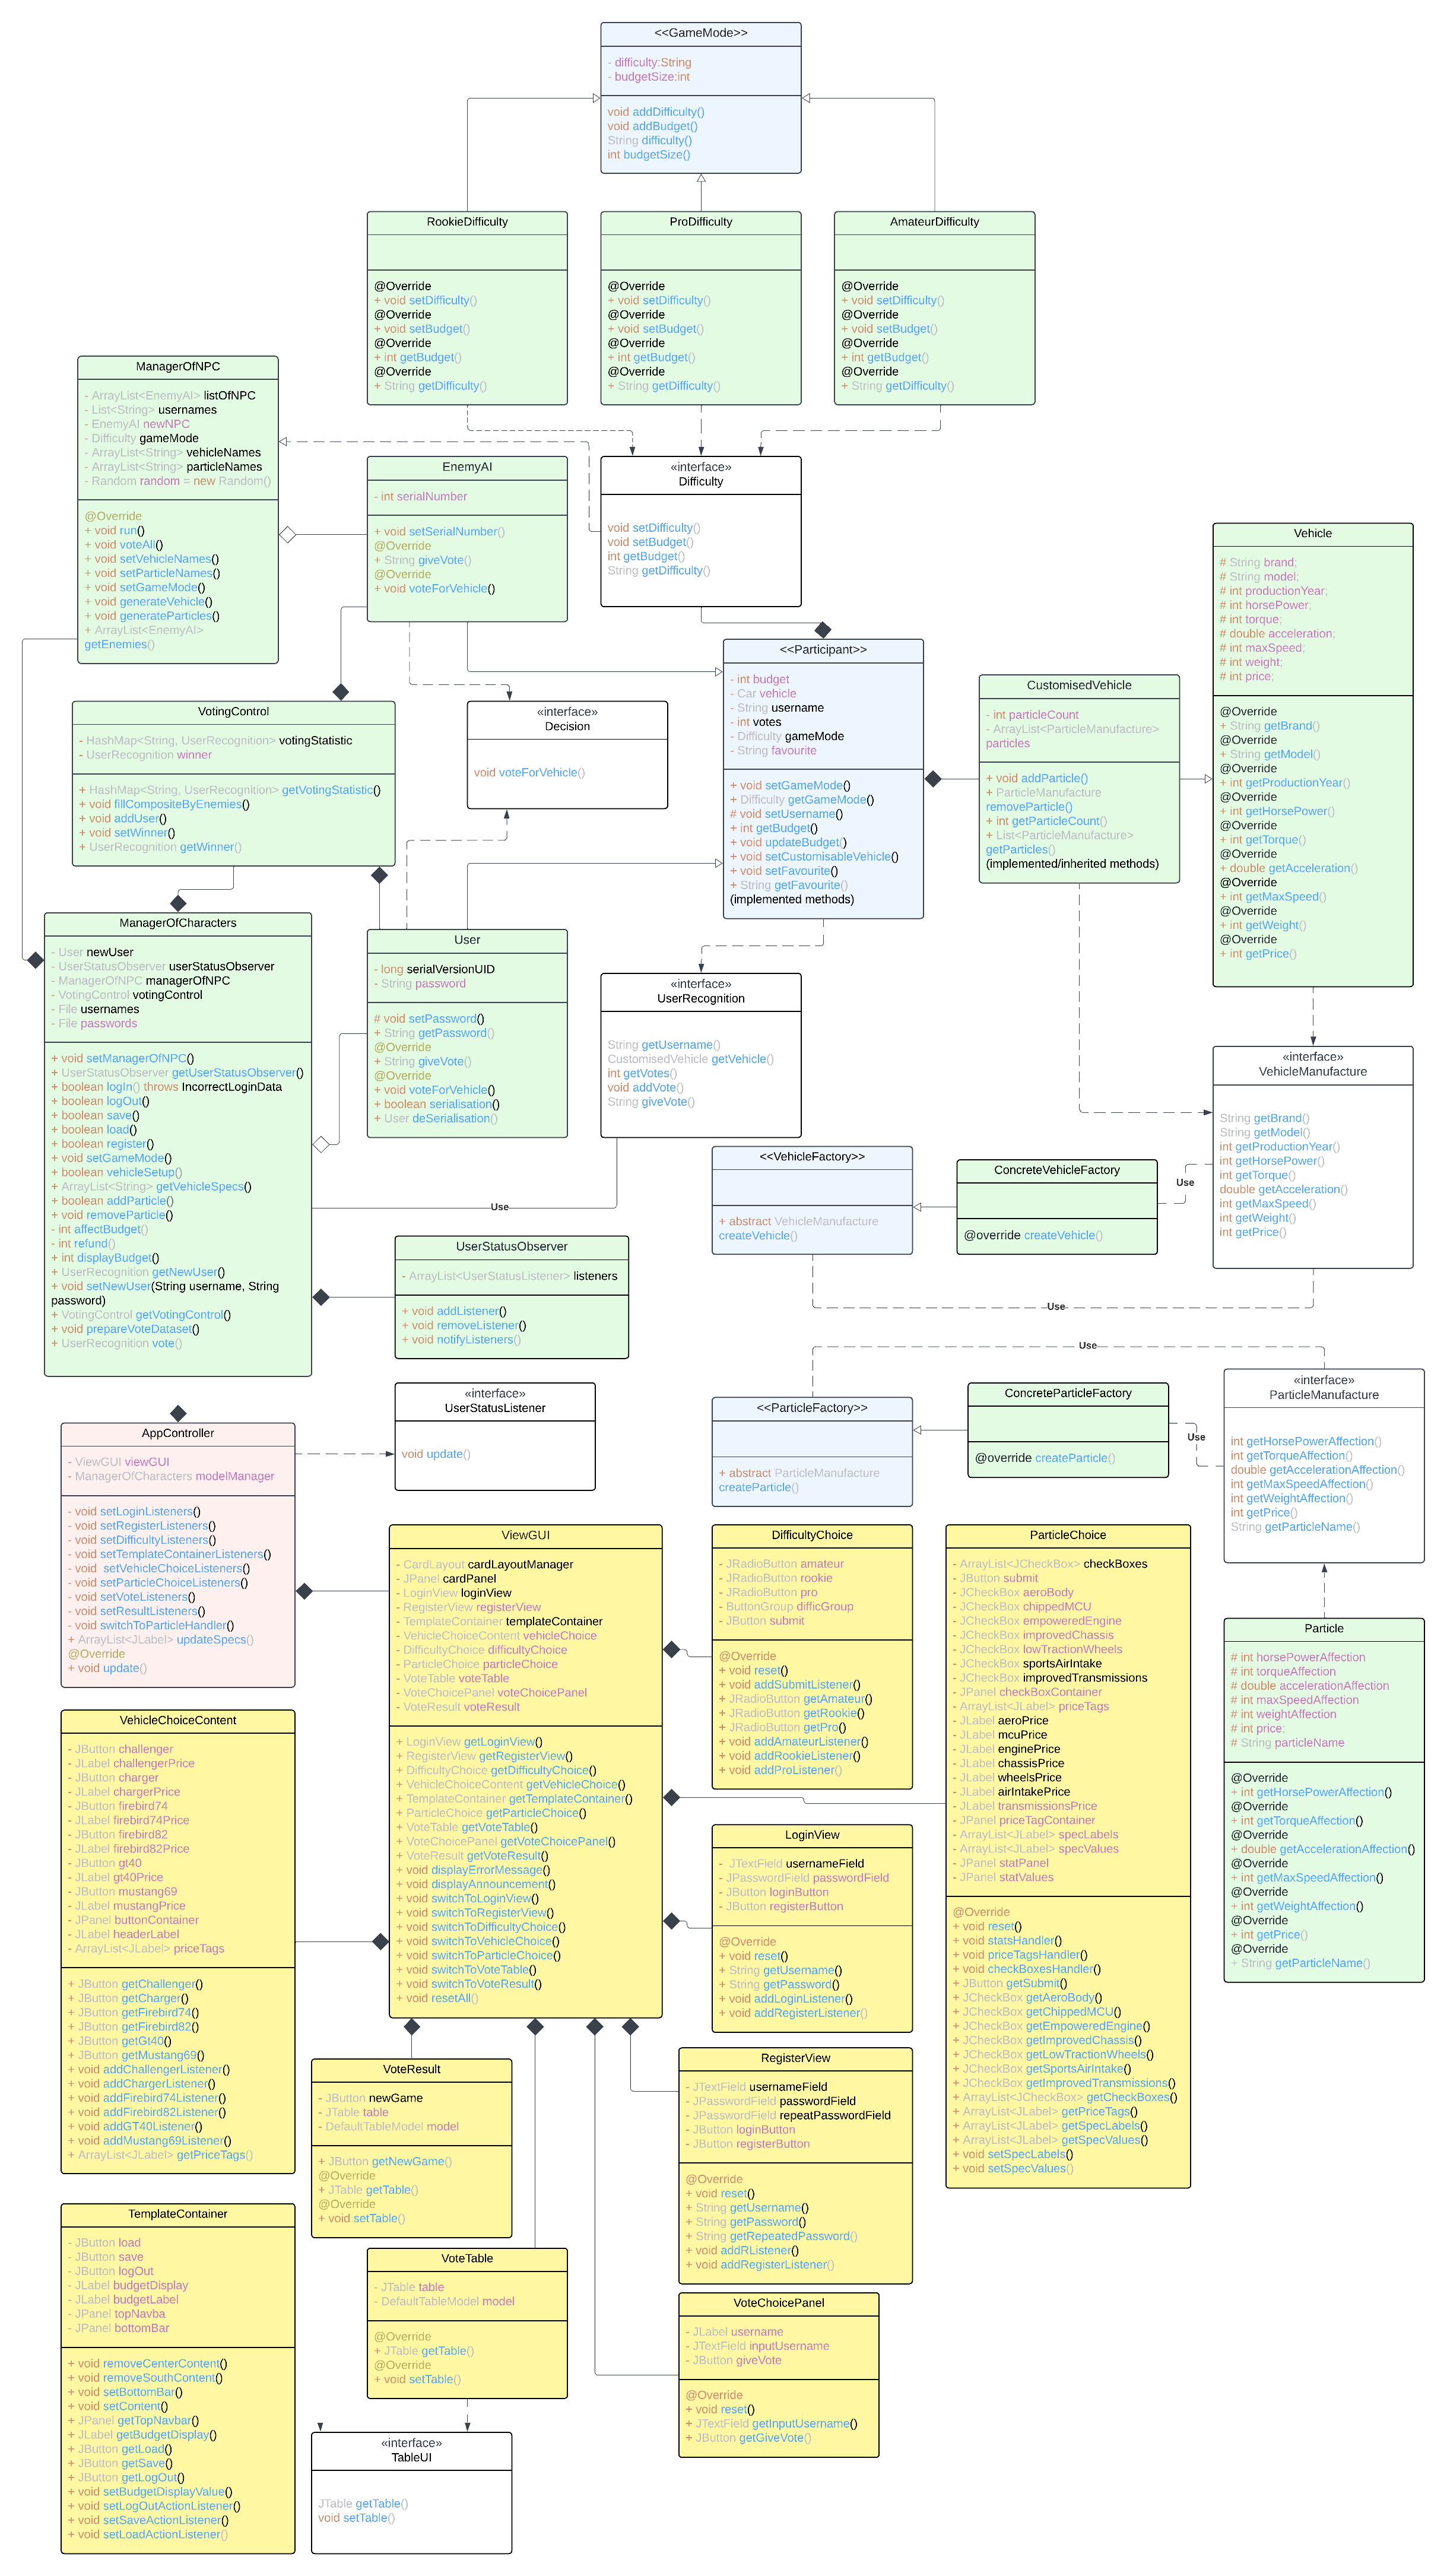 <<GameMode>>
- difficulty:String
- budgetSize:int
void addDifficulty()
void addBudget()
String difficulty()
int budgetSize()
RookieDifficulty
@Override
+ void setDifficulty()
@Override
+ void setBudget()
@Override
+ int getBudget()
@Override
+ String getDifficulty()
ProDifficulty
@Override
+ void setDifficulty()
@Override
+ void setBudget()
@Override
+ int getBudget()
@Override
+ String getDifficulty()
AmateurDifficulty
@Override
+ void setDifficulty()
@Override
+ void setBudget()
@Override
+ int getBudget()
@Override
+ String getDifficulty()
ManagerOfNPC
- ArrayList<EnemyAI> listOfNPC
- List<String> usernames
- EnemyAI newNPC
- Difficulty gameMode
- ArrayList<String> vehicleNames
- ArrayList<String> particleNames
- Random random = new Random()
@Override
+ void run()
+ void voteAll()
+ void setVehicleNames()
+ void setParticleNames()
+ void setGameMode()
+ void generateVehicle()
+ void generateParticles()
+ ArrayList<EnemyAI>
getEnemies()
EnemyAI
- int serialNumber
+ void setSerialNumber()
@Override
+ String giveVote()
@Override
+ void voteForVehicle()
«interface»
Difficulty
void setDifficulty()
void setBudget()
int getBudget()
String getDifficulty()
Vehicle
# String brand;
# String model;
# int productionYear;
# int horsePower;
# int torque;
# double acceleration;
# int maxSpeed;
# int weight;
# int price;
@Override
+ String getBrand()
@Override
+ String getModel()
@Override
+ int getProductionYear()
@Override
+ int getHorsePower()
@Override
+ int getTorque()
@Override
+ double getAcceleration()
@Override
+ int getMaxSpeed()
@Override
+ int getWeight()
@Override
+ int getPrice()
<<Participant>>
- int budget
- Car vehicle
- String username
- int votes
- Difficulty gameMode
- String favourite
+ void setGameMode()
+ Difficulty getGameMode()
# void setUsername()
+ int getBudget()
+ void updateBudget()
+ void setCustomisableVehicle()
+ void setFavourite()
+ String getFavourite()
(implemented methods)
CustomisedVehicle
- int particleCount
- ArrayList<ParticleManufacture>
particles
+ void addParticle()
+ ParticleManufacture
removeParticle()
+ int getParticleCount()
+ List<ParticleManufacture>
getParticles()
(implemented/inherited methods)
VotingControl
- HashMap<String, UserRecognition> votingStatistic
- UserRecognition winner
+ HashMap<String, UserRecognition> getVotingStatistic()
+ void fillCompositeByEnemies()
+ void addUser()
+ void setWinner()
+ UserRecognition getWinner()
«interface»
Decision
void voteForVehicle()
ManagerOfCharacters
- User newUser
- UserStatusObserver userStatusObserver
- ManagerOfNPC managerOfNPC
- VotingControl votingControl
- File usernames
- File passwords
+ void setManagerOfNPC()
+ UserStatusObserver getUserStatusObserver()
+ boolean logIn() throws IncorrectLoginData
+ boolean logOut()
+ boolean save()
+ boolean load()
+ boolean register()
+ void setGameMode()
+ boolean vehicleSetup()
+ ArrayList<String> getVehicleSpecs()
+ boolean addParticle()
+ void removeParticle()
- int affectBudget()
- int refund()
+ int displayBudget()
+ UserRecognition getNewUser()
+ void setNewUser(String username, String
password)
+ VotingControl getVotingControl()
+ void prepareVoteDataset()
+ UserRecognition vote()
User
- long serialVersionUID
- String password
# void setPassword()
+ String getPassword()
@Override
+ String giveVote()
@Override
+ void voteForVehicle()
+ boolean serialisation()
+ User deSerialisation()
«interface»
UserRecognition
String getUsername()
CustomisedVehicle getVehicle()
int getVotes()
void addVote()
String giveVote()
«interface»
VehicleManufacture
String getBrand()
String getModel()
int getProductionYear()
int getHorsePower()
int getTorque()
double getAcceleration()
int getMaxSpeed()
int getWeight()
int getPrice()
<<VehicleFactory>>
+ abstract VehicleManufacture
createVehicle()
ConcreteVehicleFactory
@override createVehicle()
Use
Use
Use
UserStatusObserver
- ArrayList<UserStatusListener> listeners
+ void addListener()
+ void removeListener()
+ void notifyListeners()
Use
«interface»
UserStatusListener
void update()
<<ParticleFactory>>
+ abstract ParticleManufacture
createParticle()
ConcreteParticleFactory
@override createParticle()
Use
«interface»
ParticleManufacture
int getHorsePowerAffection()
int getTorqueAffection()
double getAccelerationAffection()
int getMaxSpeedAffection()
int getWeightAffection()
int getPrice()
String getParticleName()
AppController
- ViewGUI viewGUI
- ManagerOfCharacters modelManager
- void setLoginListeners()
- void setRegisterListeners()
- void setDifficultyListeners()
- void setTemplateContainerListeners()
- void setVehicleChoiceListeners()
- void setParticleChoiceListeners()
- void setVoteListeners()
- void setResultListeners()
- void switchToParticleHandler()
+ ArrayList<JLabel> updateSpecs()
@Override
+ void update()
ViewGUI
- CardLayout cardLayoutManager
- JPanel cardPanel
- LoginView loginView
- RegisterView registerView
- TemplateContainer templateContainer
- VehicleChoiceContent vehicleChoice
- DifficultyChoice difficultyChoice
- ParticleChoice particleChoice
- VoteTable voteTable
- VoteChoicePanel voteChoicePanel
- VoteResult voteResult
+ LoginView getLoginView()
+ RegisterView getRegisterView()
+ DifficultyChoice getDifficultyChoice()
+ VehicleChoiceContent getVehicleChoice()
+ TemplateContainer getTemplateContainer()
+ ParticleChoice getParticleChoice()
+ VoteTable getVoteTable()
+ VoteChoicePanel getVoteChoicePanel()
+ VoteResult getVoteResult()
+ void displayErrorMessage()
+ void displayAnnouncement()
+ void switchToLoginView()
+ void switchToRegisterView()
+ void switchToDifficultyChoice()
+ void switchToVehicleChoice()
+ void switchToParticleChoice()
+ void switchToVoteTable()
+ void switchToVoteResult()
+ void resetAll()
DifficultyChoice
- JRadioButton amateur
- JRadioButton rookie
- JRadioButton pro
- ButtonGroup difficGroup
- JButton submit
@Override
+ void reset()
+ void addSubmitListener()
+ JRadioButton getAmateur()
+ JRadioButton getRookie()
+ JRadioButton getPro()
+ void addAmateurListener()
+ void addRookieListener()
+ void addProListener()
ParticleChoice
- ArrayList<JCheckBox> checkBoxes
- JButton submit
- JCheckBox aeroBody
- JCheckBox chippedMCU
- JCheckBox empoweredEngine
- JCheckBox improvedChassis
- JCheckBox lowTractionWheels
- JCheckBox sportsAirIntake
- JCheckBox improvedTransmissions
- JPanel checkBoxContainer
- ArrayList<JLabel> priceTags
- JLabel aeroPrice
- JLabel mcuPrice
- JLabel enginePrice
- JLabel chassisPrice
- JLabel wheelsPrice
- JLabel airIntakePrice
- JLabel transmissionsPrice
- JPanel priceTagContainer
- ArrayList<JLabel> specLabels
- ArrayList<JLabel> specValues
- JPanel statPanel
- JPanel statValues
@Override
+ void reset()
+ void statsHandler()
+ void priceTagsHandler()
+ void checkBoxesHandler()
+ JButton getSubmit()
+ JCheckBox getAeroBody()
+ JCheckBox getChippedMCU()
+ JCheckBox getEmpoweredEngine()
+ JCheckBox getImprovedChassis()
+ JCheckBox getLowTractionWheels()
+ JCheckBox getSportsAirIntake()
+ JCheckBox getImprovedTransmissions()
+ ArrayList<JCheckBox> getCheckBoxes()
+ ArrayList<JLabel> getPriceTags()
+ ArrayList<JLabel> getSpecLabels()
+ ArrayList<JLabel> getSpecValues()
+ void setSpecLabels()
+ void setSpecValues()
Particle
# int horsePowerAffection
# int torqueAffection
# double accelerationAffection
# int maxSpeedAffection
# int weightAffection
# int price;
# String particleName
@Override
+ int getHorsePowerAffection()
@Override
+ int getTorqueAffection()
@Override
+ double getAccelerationAffection()
@Override
+ int getMaxSpeedAffection()
@Override
+ int getWeightAffection()
@Override
+ int getPrice()
@Override
+ String getParticleName()
VehicleChoiceContent
- JButton challenger
- JLabel challengerPrice
- JButton charger
- JLabel chargerPrice
- JButton firebird74
- JLabel firebird74Price
- JButton firebird82
- JLabel firebird82Price
- JButton gt40
- JLabel gt40Price
- JButton mustang69
- JLabel mustangPrice
- JPanel buttonContainer
- JLabel headerLabel
- ArrayList<JLabel> priceTags
+ JButton getChallenger()
+ JButton getCharger()
+ JButton getFirebird74()
+ JButton getFirebird82()
+ JButton getGt40()
+ JButton getMustang69()
+ void addChallengerListener()
+ void addChargerListener()
+ void addFirebird74Listener()
+ void addFirebird82Listener()
+ void addGT40Listener()
+ void addMustang69Listener()
+ ArrayList<JLabel> getPriceTags()
LoginView
- JTextField usernameField
- JPasswordField passwordField
- JButton loginButton
- JButton registerButton
@Override
+ void reset()
+ String getUsername()
+ String getPassword()
+ void addLoginListener()
+ void addRegisterListener()
VoteResult
- JButton newGame
- JTable table
- DefaultTableModel model
+ JButton getNewGame()
@Override
+ JTable getTable()
@Override
+ void setTable()
RegisterView
- JTextField usernameField
- JPasswordField passwordField
- JPasswordField repeatPasswordField
- JButton loginButton
- JButton registerButton
@Override
+ void reset()
+ String getUsername()
+ String getPassword()
+ String getRepeatedPassword()
+ void addRListener()
+ void addRegisterListener()
TemplateContainer
- JButton load
- JButton save
- JButton logOut
- JLabel budgetDisplay
- JLabel budgetLabel
- JPanel topNavba
- JPanel bottomBar
+ void removeCenterContent()
+ void removeSouthContent()
+ void setBottomBar()
+ void setContent()
+ JPanel getTopNavbar()
+ JLabel getBudgetDisplay()
+ JButton getLoad()
+ JButton getSave()
+ JButton getLogOut()
+ void setBudgetDisplayValue()
+ void setLogOutActionListener()
+ void setSaveActionListener()
+ void setLoadActionListener()
VoteTable
- JTable table
- DefaultTableModel model
@Override
+ JTable getTable()
@Override
+ void setTable()
VoteChoicePanel
- JLabel username
- JTextField inputUsername
- JButton giveVote
@Override
+ void reset()
+ JTextField getInputUsername()
+ JButton getGiveVote()
«interface»
TableUI
JTable getTable()
void setTable()